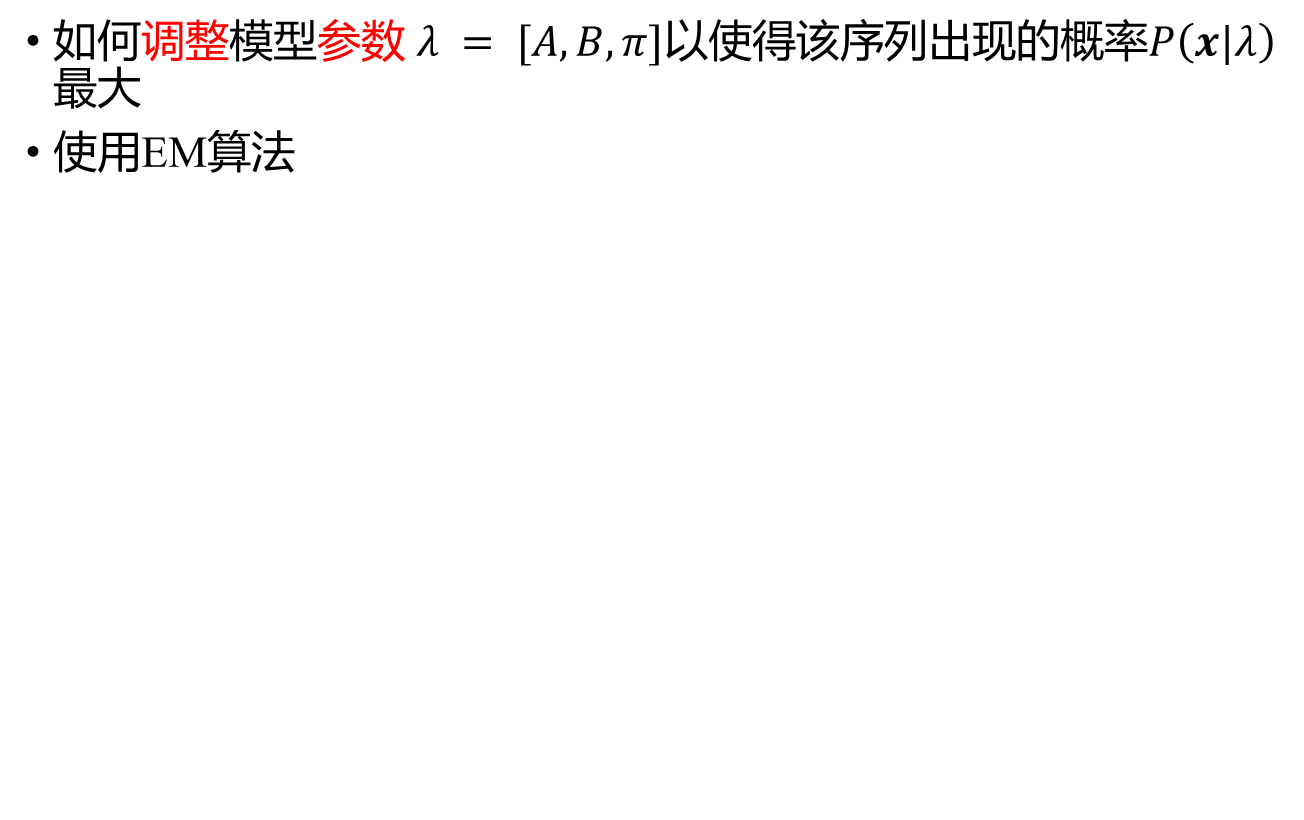 • 如何调整模型参数 λ = [A, B, π]以使得该序列出现的概率P(x|λ)
最大
• 使用EM算法